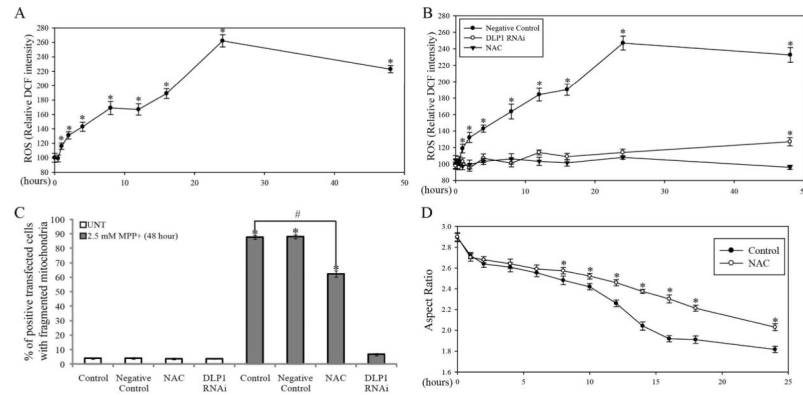 A
ROS (Relative DCF intensity)
280
260
240
220
200
180
160
140
120
100
80
* * * * * * * * *
(hours) 0 10 20 30 40 50
B
ROS (Relative DCF intensity)
280
260
240
220
200
180
160
140
120
100
80
Negative Control
DLP1 RNAi
NAC
* * * * * * * * *
(hours) 0 10 20 30 40 50
C
% of positive transfected cells
with fragmented mitochondria
100
90
80
70
60
50
40
30
20
10
0
UNT
2.5 mM MPP+ (48 hour)
#
* * *
Control Negative Control NAC DLP1 RNAi Control Negative Control NAC DLP1 RNAi
D
Aspect Ratio
3.0
2.8
2.6
2.4
2.2
2.0
1.8
1.6
Control
NAC
* * * * * * *
(hours) 0 5 10 15 20 25